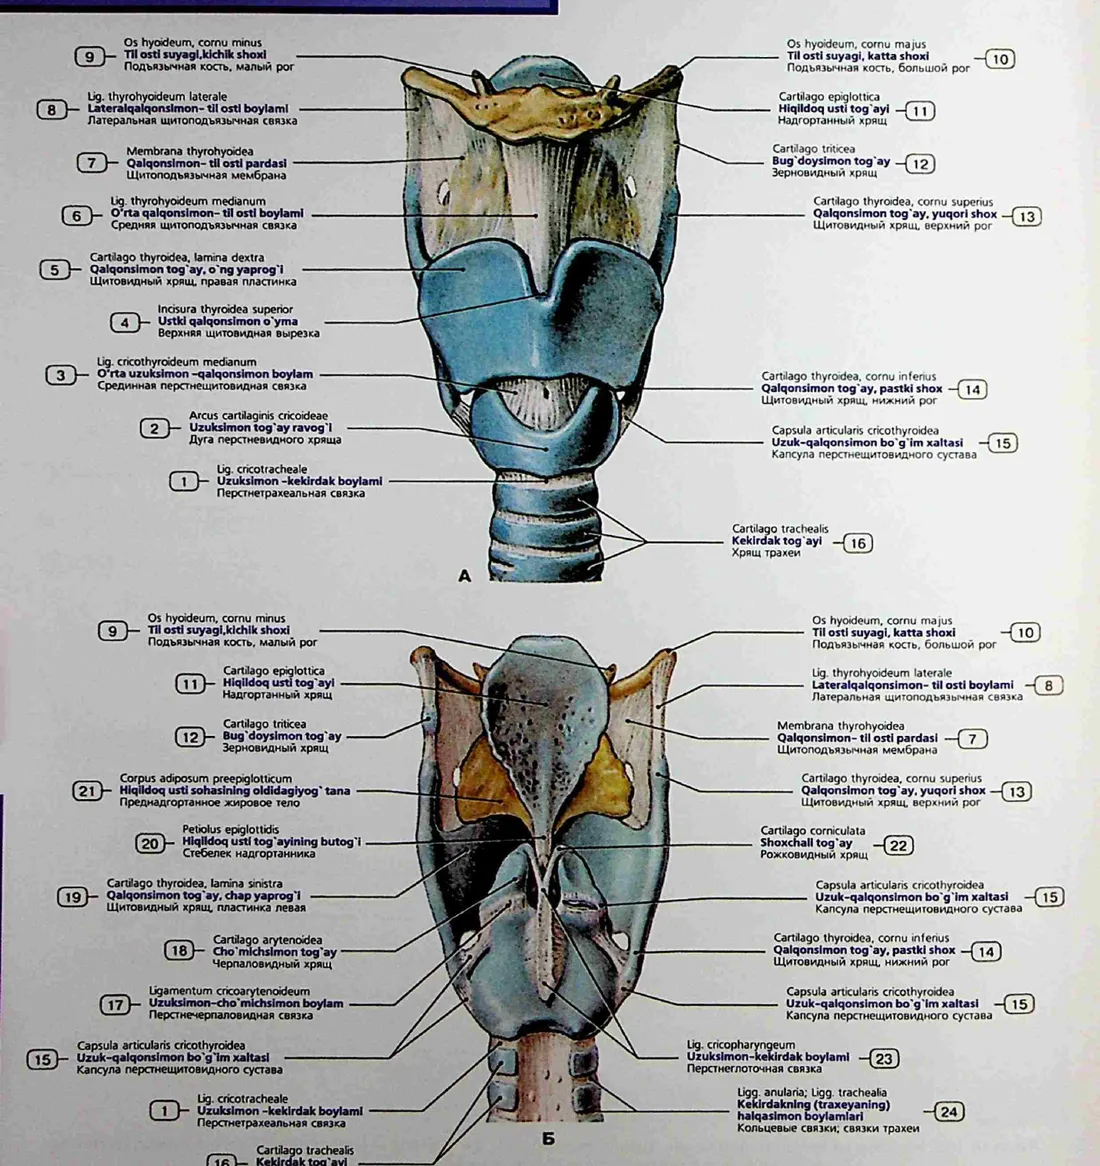 9
Os hyoideum, cornu minus
Til osti suyagi,kichik shoxi
Подъязычная кость, малый рог
8
Lig. thyrohyoideum laterale
Lateralqalqonsimon- til osti boylami
Латеральная щитоподъязычная связка
7
Membrana thyrohyoidea
Qalqonsimon- til osti pardasi
Щитоподъязычная мембрана
6
Lig. thyrohyoideum medianum
O'rta qalqonsimon- til osti boylami
Средняя щитоподъязычная связка
5
Cartilago thyroidea, lamina dextra
Qalqonsimon tog`ay, o`ng yaprog`i
Щитовидный хрящ, правая пластинка
4
Incisura thyroidea superior
Ustki qalqonsimon o`yma
Верхняя щитовидная вырезка
3
Lig. cricothyroideum medianum
O'rta uzuksimon -qalqonsimon boylam
Срединная перстнещитовидная связка
2
Arcus cartilaginis cricoideae
Uzuksimon tog`ay ravog`i
Дуга перстневидного хряща
1
Lig. cricotracheale
Uzuksimon -kekirdak boylami
Перстнетрахеальная связка
Os hyoideum, cornu majus
Til osti suyagi, katta shoxi
Подъязычная кость, большой рог
10
Cartilago epiglottica
Hiqildoq usti tog`ayi
Надгортанный хрящ
11
Cartilago triticea
Bug`doysimon tog`ay
Зерновидный хрящ
12
Cartilago thyroidea, cornu superius
Qalqonsimon tog`ay, yuqori shox
Щитовидный хрящ, верхний рог
13
Cartilago thyroidea, cornu inferius
Qalqonsimon tog`ay, pastki shox
Щитовидный хрящ, нижний рог
14
Capsula articularis cricothyroidea
Uzuk-qalqonsimon bo`g`im xaltasi
Капсула перстнещитовидного сустава
15
Cartilago trachealis
Kekirdak tog`ayi
Хрящ трахеи
16
А
9
Os hyoideum, cornu minus
Til osti suyagi,kichik shoxi
Подъязычная кость, малый рог
11
Cartilago epiglottica
Hiqildoq usti tog`ayi
Надгортанный хрящ
12
Cartilago triticea
Bug`doysimon tog`ay
Зерновидный хрящ
21
Corpus adiposum preepiglotticum
Hiqildoq usti sohasining oldidagiyog` tana
Преднадгортанное жировое тело
20
Petiolus epiglottidis
Hiqildoq usti tog`ayining butog`i
Стебелек надгортанника
19
Cartilago thyroidea, lamina sinistra
Qalqonsimon tog`ay, chap yaprog`i
Щитовидный хрящ, пластинка левая
18
Cartilago arytenoidea
Cho`michsimon tog`ay
Черпаловидный хрящ
17
Ligamentum cricoarytenoideum
Uzuksimon-cho`michsimon boylam
Перстнечерпаловидная связка
15
Capsula articularis cricothyroidea
Uzuk-qalqonsimon bo`g`im xaltasi
Капсула перстнещитовидного сустава
1
Lig. cricotracheale
Uzuksimon -kekirdak boylami
Перстнетрахеальная связка
16
Cartilago trachealis
Kekirdak tog`ayi
Os hyoideum, cornu majus
Til osti suyagi, katta shoxi
Подъязычная кость, большой рог
10
Lig. thyrohyoideum laterale
Lateralqalqonsimon- til osti boylami
Латеральная щитоподъязычная связка
8
Membrana thyrohyoidea
Qalqonsimon- til osti pardasi
Щитоподъязычная мембрана
7
Cartilago thyroidea, cornu superius
Qalqonsimon tog`ay, yuqori shox
Щитовидный хрящ, верхний рог
13
Cartilago corniculata
Shoxchali tog`ay
Рожковидный хрящ
22
Capsula articularis cricothyroidea
Uzuk-qalqonsimon bo`g`im xaltasi
Капсула перстнещитовидного сустава
15
Cartilago thyroidea, cornu inferius
Qalqonsimon tog`ay, pastki shox
Щитовидный хрящ, нижний рог
14
Capsula articularis cricothyroidea
Uzuk-qalqonsimon bo`g`im xaltasi
Капсула перстнещитовидного сустава
15
Lig. cricopharyngeum
Uzuksimon-kekirdak boylami
Перстнеглоточная связка
23
Ligg. anularia; Ligg. trachealia
Kekirdakning (traxeyaning)
halqasimon boylamlari
Кольцевые связки; связки трахеи
24
Б